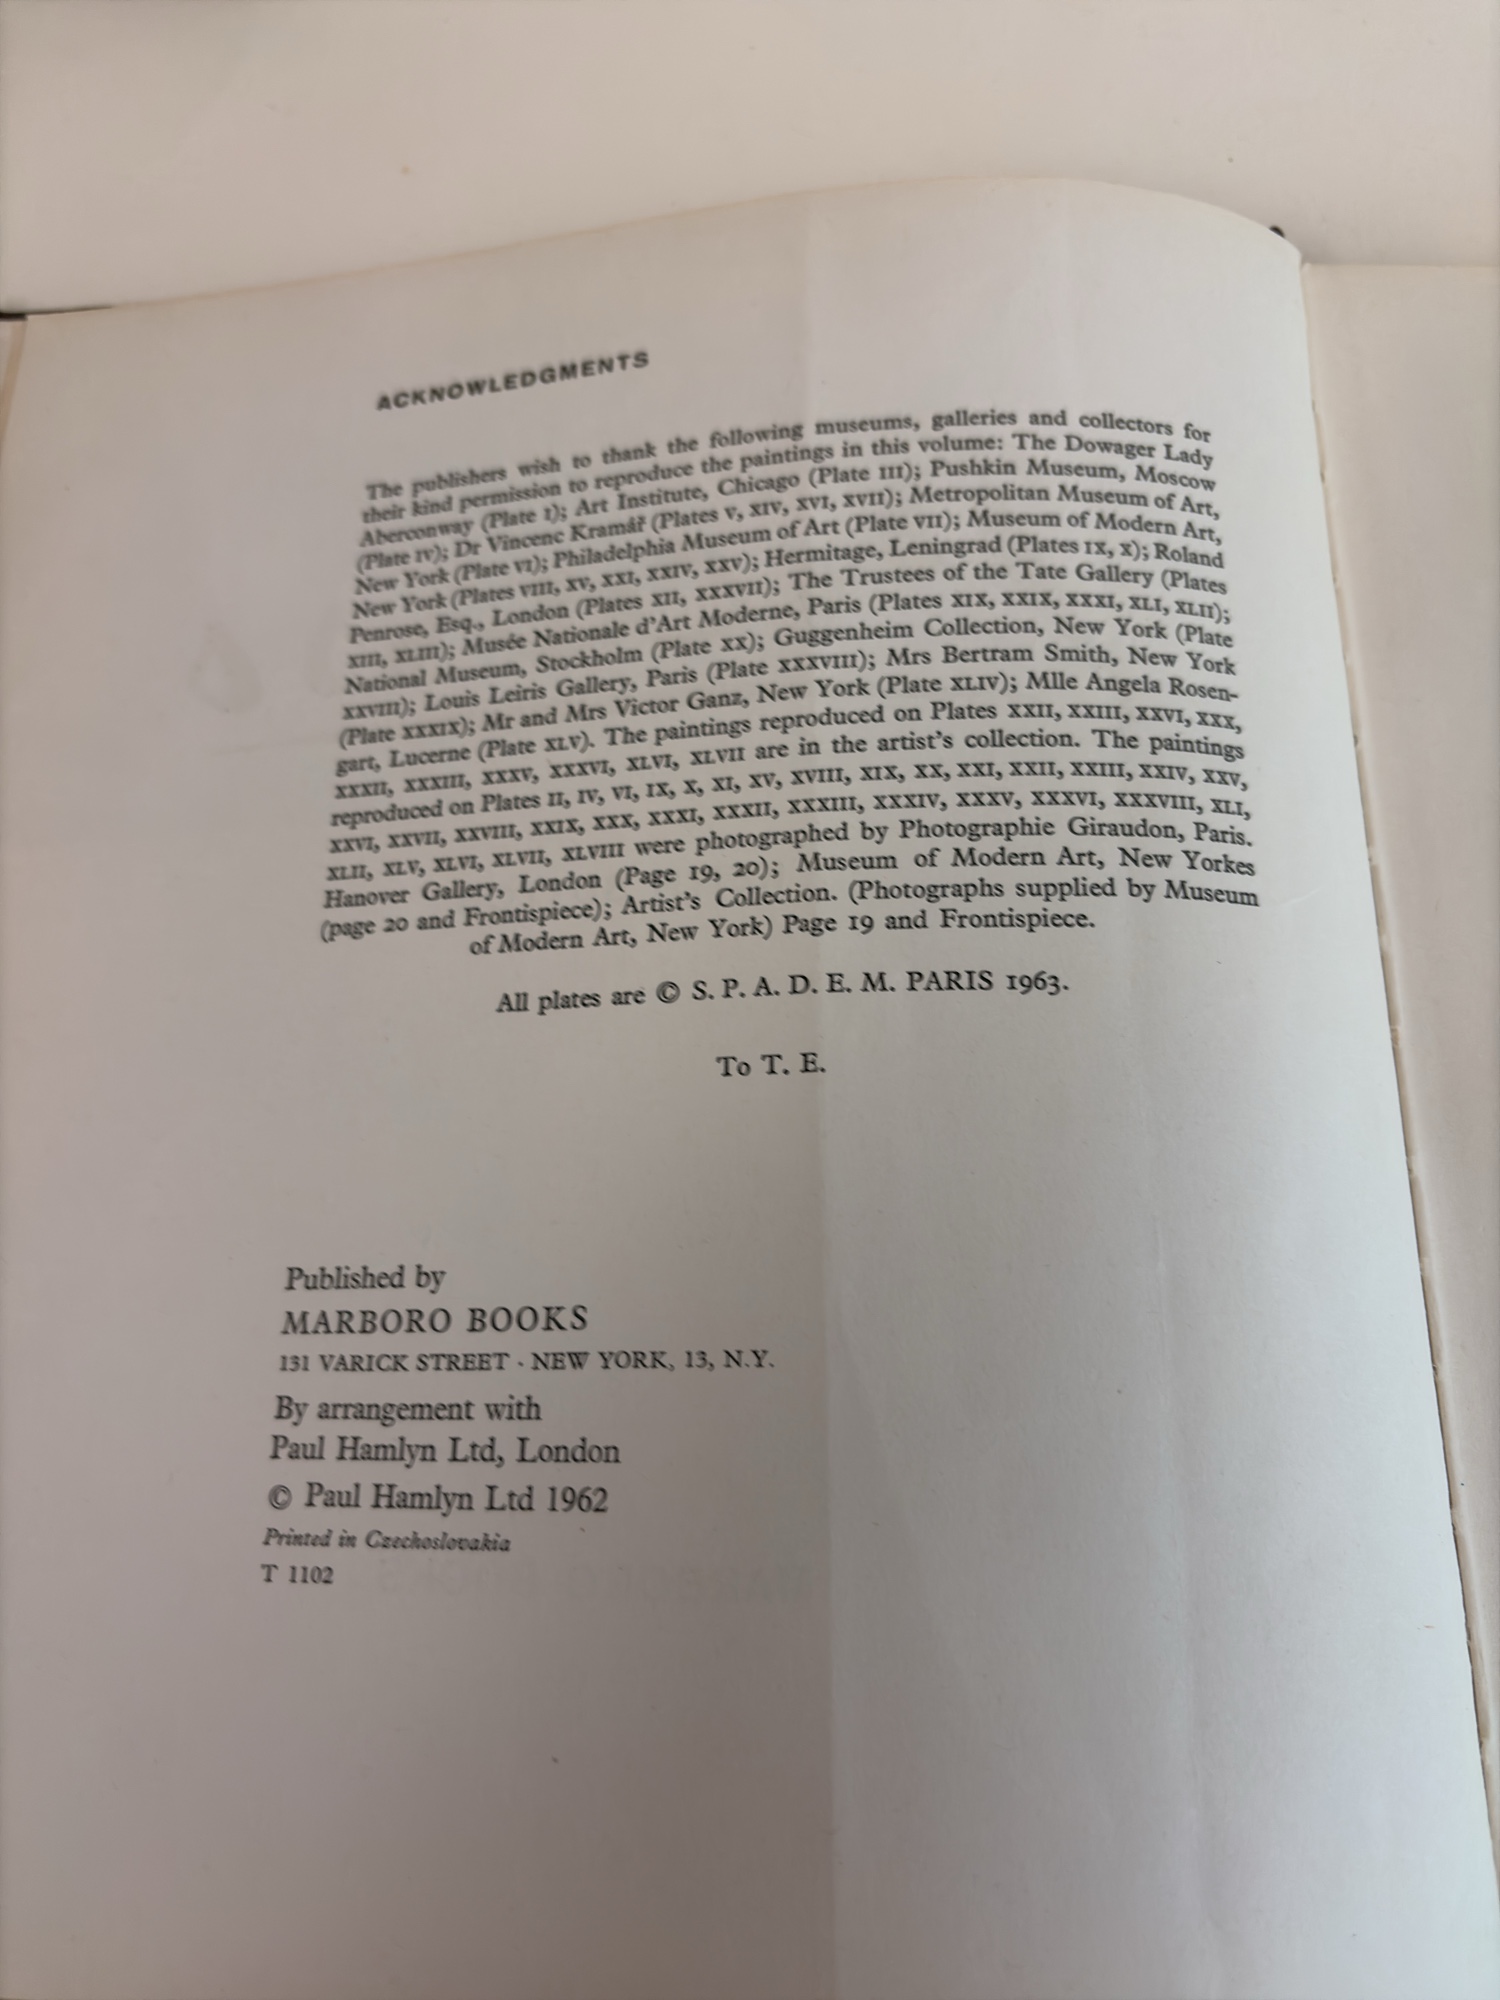 ACKNOWLEDGMENTS
The publishers wish to thank the following museums, galleries and collectors for
their kind permission to reproduce the paintings in this volume: The Dowager Lady
Aberconway (Plate I); Art Institute, Chicago (Plate III); Pushkin Museum, Moscow
(Plate IV); Dr Vincenc Kramář (Plates V, XIV, XVI, XVII); Metropolitan Museum of Art,
New York (Plate VI); Philadelphia Museum of Art (Plate VII); Museum of Modern Art,
New York (Plates VIII, XV, XXI, XXIV, XXV); Hermitage, Leningrad (Plates IX, X); Roland
Penrose, Esq., London (Plates XII, XXXVII); The Trustees of the Tate Gallery (Plates
XIII, XLIII); Musée Nationale d'Art Moderne, Paris (Plates XIX, XXIX, XXXI, XLI, XLII);
National Museum, Stockholm (Plate XX); Guggenheim Collection, New York (Plate
XXVIII); Louis Leiris Gallery, Paris (Plate XXXVIII); Mrs Bertram Smith, New York
(Plate XXXIX); Mr and Mrs Victor Ganz, New York (Plate XLIV); Mlle Angela Rosen-
gart, Lucerne (Plate XLV). The paintings reproduced on Plates XXII, XXIII, XXVI, XXX,
XXXII, XXXIII, XXXV, XXXVI, XLVI, XLVII are in the artist's collection. The paintings
reproduced on Plates II, IV, VI, IX, X, XI, XV, XVIII, XIX, XX, XXI, XXII, XXIII, XXIV, XXV,
XXVI, XXVII, XXVIII, XXIX, XXX, XXXI, XXXII, XXXIII, XXXIV, XXXV, XXXVI, XXXVIII, XLI,
XLII, XLV, XLVI, XLVII, XLVIII were photographed by Photographie Giraudon, Paris.
Hanover Gallery, London (Page 19, 20); Museum of Modern Art, New Yorkes
(page 20 and Frontispiece); Artist's Collection. (Photographs supplied by Museum
of Modern Art, New York) Page 19 and Frontispiece.
All plates are © S. P. A. D. E. M. PARIS 1963.
To T. E.
Published by
MARBORO BOOKS
131 VARICK STREET · NEW YORK, 13, N.Y.
By arrangement with
Paul Hamlyn Ltd, London
© Paul Hamlyn Ltd 1962
Printed in Czechoslovakia
T 1102